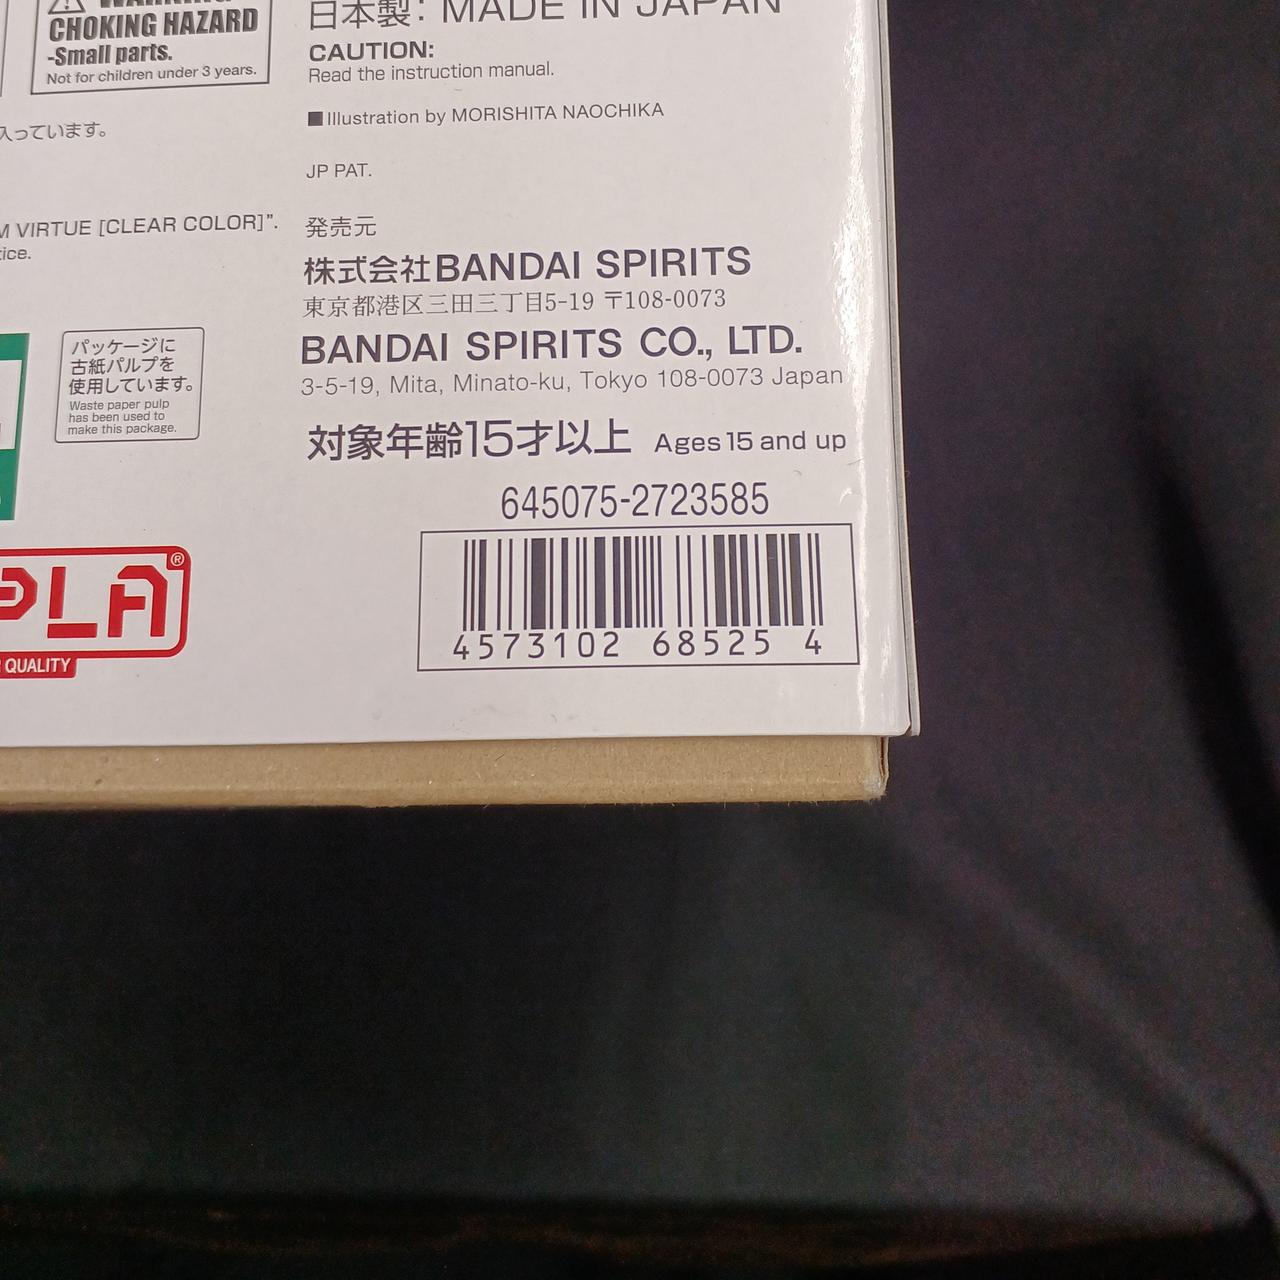 CHOKING HAZARD
-Small parts.
Not for children under 3 years.
日本製: MADE IN JAPAN
CAUTION:
Read the instruction manual.
■Illustration by MORISHITA NAOCHIKA
入っています。
JP PAT.
VIRTUE [CLEAR COLOR]”.
発売元
株式会社BANDAI SPIRITS
東京都港区三田三丁目5-19 〒108-0073
BANDAI SPIRITS CO., LTD.
3-5-19, Mita, Minato-ku, Tokyo 108-0073 Japan
パッケージに
古紙パルプを
使用しています。
Waste paper pulp
has been used to
make this package.
対象年齢15才以上 Ages 15 and up
645075-2723585
4573102 68525 4
PLA®
QUALITY